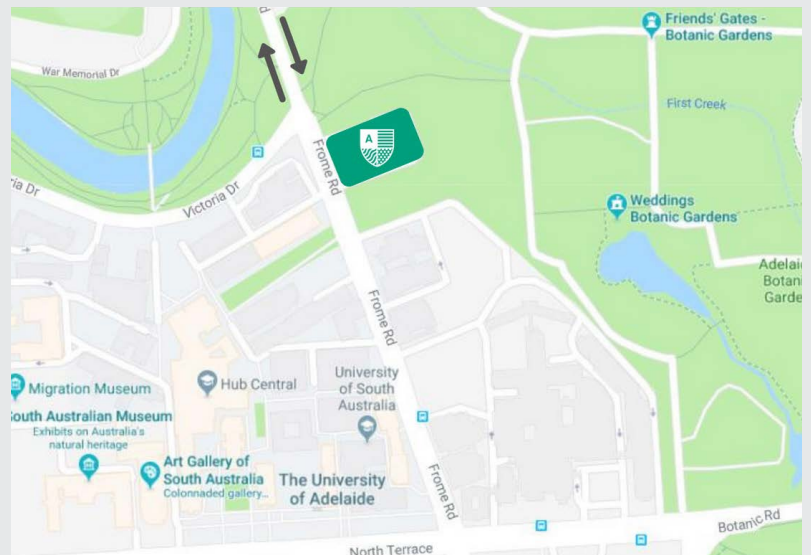 Friends' Gates -
Botanic Gardens
War Memorial Dr
First Creek
A
Frome Rd
Victoria Dr
ia Dr
Weddings
Botanic Gardens
Adelai
Botani
Garde
Frome Rd
University
of South
Australia
Hub Central
Migration Museum
South Australian Museum
Exhibits on Australia's
natural heritage
Art Gallery of
South Australia
Colonnaded gallery...
The University
of Adelaide
Frome Rd
Botanic Rd
North Terrace